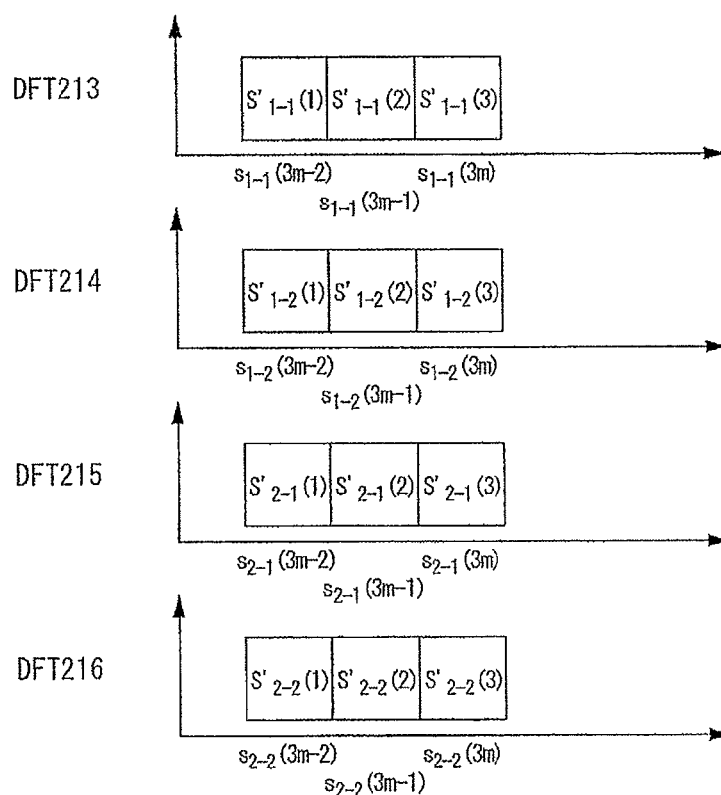 DFT213
S'1-1(1) S'1-1(2) S'1-1(3)
s1-1(3m-2) s1-1(3m)
s1-1(3m-1)
DFT214
S'1-2(1) S'1-2(2) S'1-2(3)
s1-2(3m-2) s1-2(3m)
s1-2(3m-1)
DFT215
S'2-1(1) S'2-1(2) S'2-1(3)
s2-1(3m-2) s2-1(3m)
s2-1(3m-1)
DFT216
S'2-2(1) S'2-2(2) S'2-2(3)
s2-2(3m-2) s2-2(3m)
s2-2(3m-1)